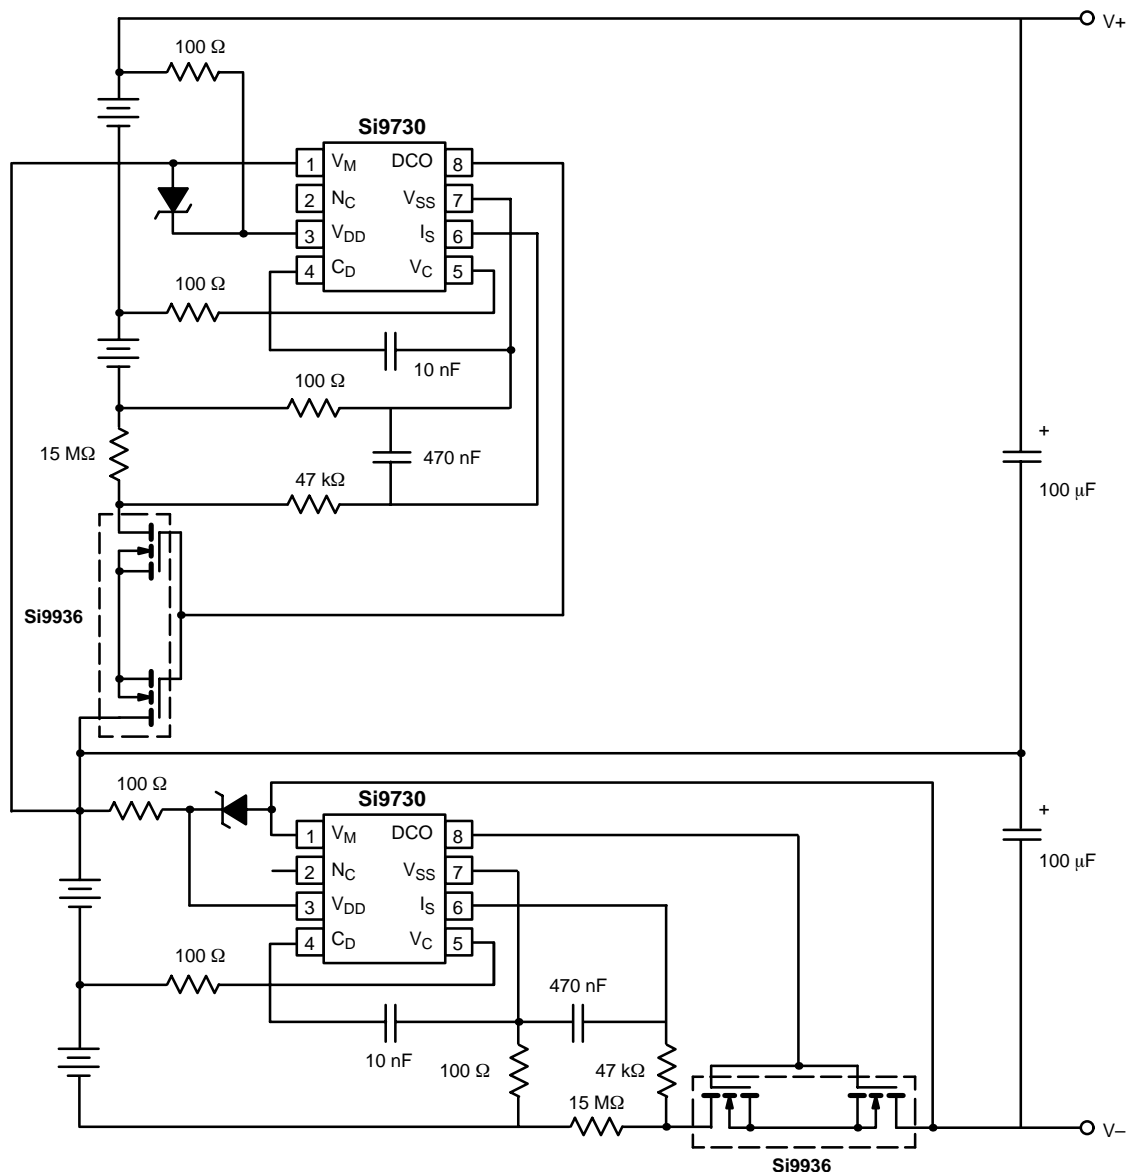 V+
100 Ω
Si9730
1 VM DCO 8
2 NC VSS 7
3 VDD IS 6
4 CD VC 5
100 Ω
10 nF
100 Ω
15 MΩ
470 nF
47 kΩ
+
100 μF
Si9936
100 Ω
Si9730
+
1 VM DCO 8
100 μF
2 NC VSS 7
3 VDD IS 6
4 CD VC 5
100 Ω
470 nF
10 nF
100 Ω
47 kΩ
15 MΩ
V–
Si9936